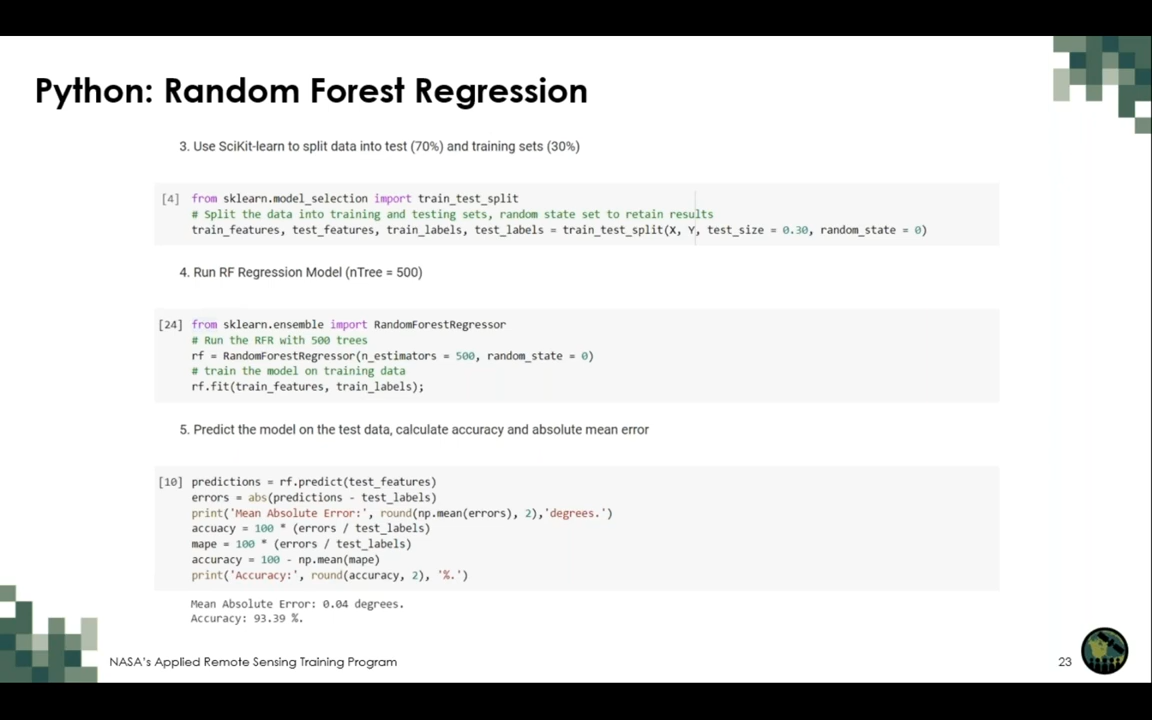 Python: Random Forest Regression
3. Use SciKit-learn to split data into test (70%) and training sets (30%)
[4] from sklearn.model_selection import train_test_split
# Split the data into training and testing sets, random state set to retain results
train_features, test_features, train_labels, test_labels = train_test_split(X, Y, test_size = 0.30, random_state = 0)
4. Run RF Regression Model (nTree = 500)
[24] from sklearn.ensemble import RandomForestRegressor
# Run the RFR with 500 trees
rf = RandomForestRegressor(n_estimators = 500, random_state = 0)
# train the model on training data
rf.fit(train_features, train_labels);
5. Predict the model on the test data, calculate accuracy and absolute mean error
[10] predictions = rf.predict(test_features)
errors = abs(predictions - test_labels)
print('Mean Absolute Error:', round(np.mean(errors), 2),'degrees.')
accuacy = 100 * (errors / test_labels)
mape = 100 * (errors / test_labels)
accuracy = 100 - np.mean(mape)
print('Accuracy:', round(accuracy, 2), '%.')
Mean Absolute Error: 0.04 degrees.
Accuracy: 93.39 %.
NASA's Applied Remote Sensing Training Program
23